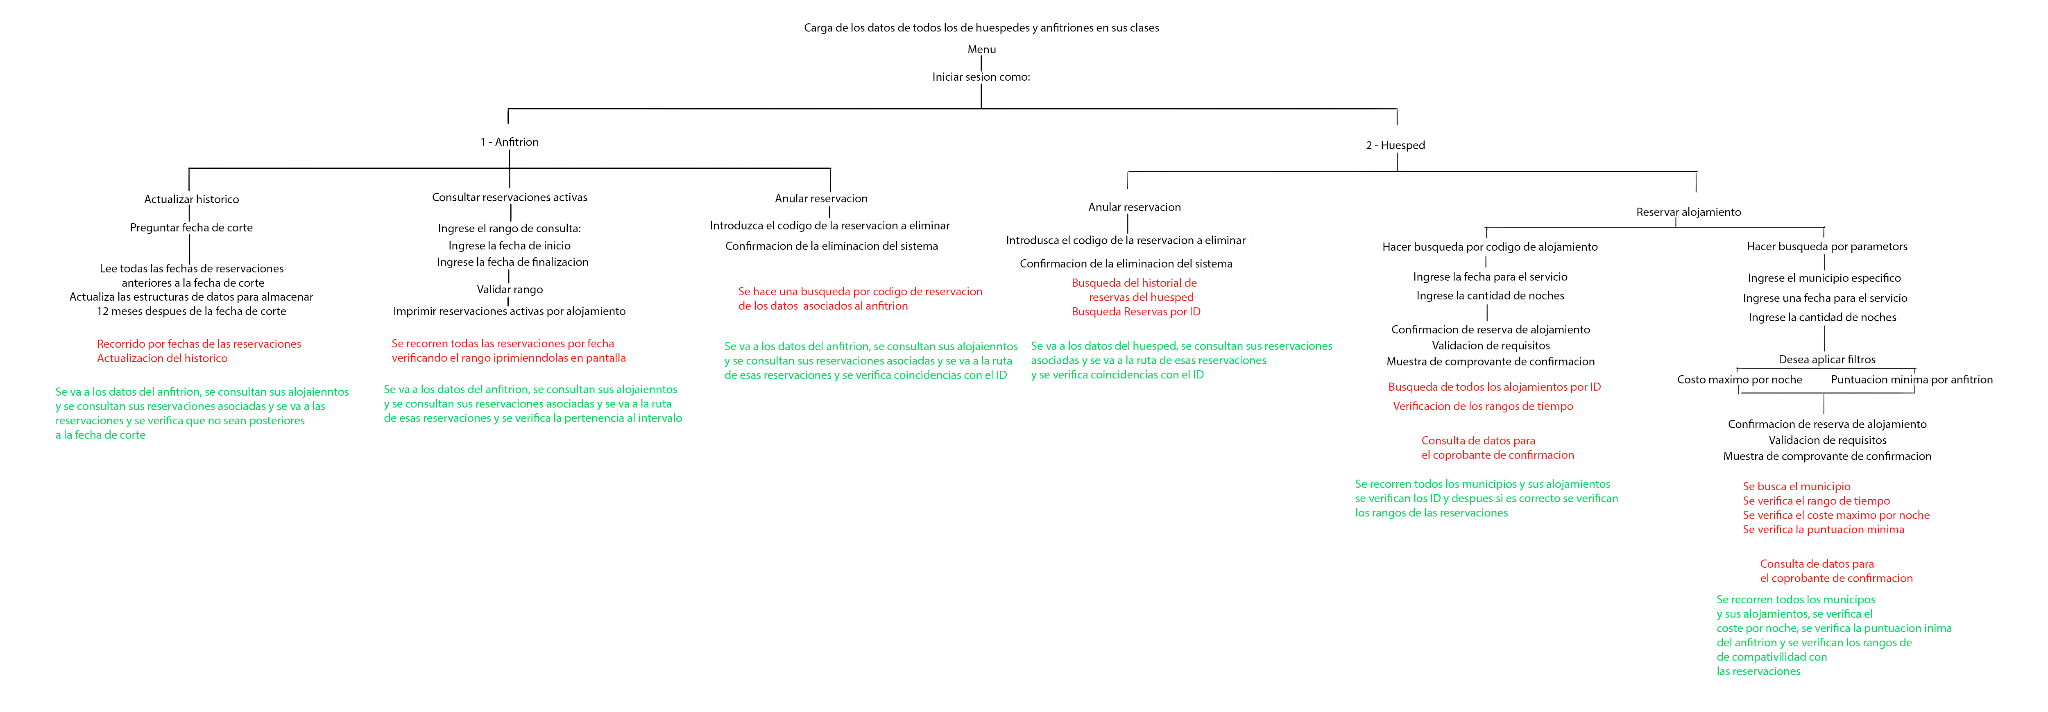 Carga de los datos de todos los de huespedes y anfitriones en sus clases
Menu
Iniciar sesion como:
1 - Anfitrion
Actualizar historico
Preguntar fecha de corte
Lee todas las fechas de reservaciones
anteriores a la fecha de corte
Actualiza las estructuras de datos para almacenar
12 meses despues de la fecha de corte
Recorrido por fechas de las reservaciones
Actualizacion del historico
Se va a los datos del anfitrion, se consultan sus alojaienntos
y se consultan sus reservaciones asociadas y se va a las
reservaciones y se verifica que no sean posteriores
a la fecha de corte
Consultar reservaciones activas
Ingrese el rango de consulta:
Ingrese la fecha de inicio
Ingrese la fecha de finalizacion
Validar rango
Imprimir reservaciones activas por alojamiento
Se recorren todas las reservaciones por fecha
verificando el rango iprimienndolas en pantalla
Se va a los datos del anfitrion, se consultan sus alojaienntos
y se consultan sus reservaciones asociadas y se va a la ruta
de esas reservaciones y se verifica la pertenencia al intervalo
Anular reservacion
Introduzca el codigo de la reservacion a eliminar
Confirmacion de la eliminacion del sistema
Se hace una busqueda por codigo de reservacion
de los datos asociados al anfitrion
Se va a los datos del anfitrion, se consultan sus alojaienntos
y se consultan sus reservaciones asociadas y se va a la ruta
de esas reservaciones y se verifica coincidencias con el ID
2 - Huesped
Anular reservacion
Introdusca el codigo de la reservacion a eliminar
Confirmacion de la eliminacion del sistema
Busqueda del historial de
reservas del huesped
Busqueda Reservas por ID
Se va a los datos del huesped, se consultan sus reservaciones
asociadas y se va a la ruta de esas reservaciones
y se verifica coincidencias con el ID
Reservar alojamiento
Hacer busqueda por codigo de alojamiento
Ingrese la fecha para el servicio
Ingrese la cantidad de noches
Confirmacion de reserva de alojamiento
Validacion de requisitos
Muestra de comprovante de confirmacion
Busqueda de todos los alojamientos por ID
Verificacion de los rangos de tiempo
Consulta de datos para
el coprobante de confirmacion
Se recorren todos los municipios y sus alojamientos
se verifican los ID y despues si es correcto se verifican
los rangos de las reservaciones
Hacer busqueda por parametors
Ingrese el municipio especifico
Ingrese una fecha para el servicio
Ingrese la cantidad de noches
Desea aplicar filtros
Costo maximo por noche
Puntuacion minima por anfitrion
Confirmacion de reserva de alojamiento
Validacion de requisitos
Muestra de comprovante de confirmacion
Se busca el municipio
Se verifica el rango de tiempo
Se verifica el coste maximo por noche
Se verifica la puntuacion minima
Consulta de datos para
el coprobante de confirmacion
Se recorren todos los municipos
y sus alojamientos, se verifica el
coste por noche, se verifica la puntuacion inima
del anfitrion y se verifican los rangos de
de compativilidad con
las reservaciones